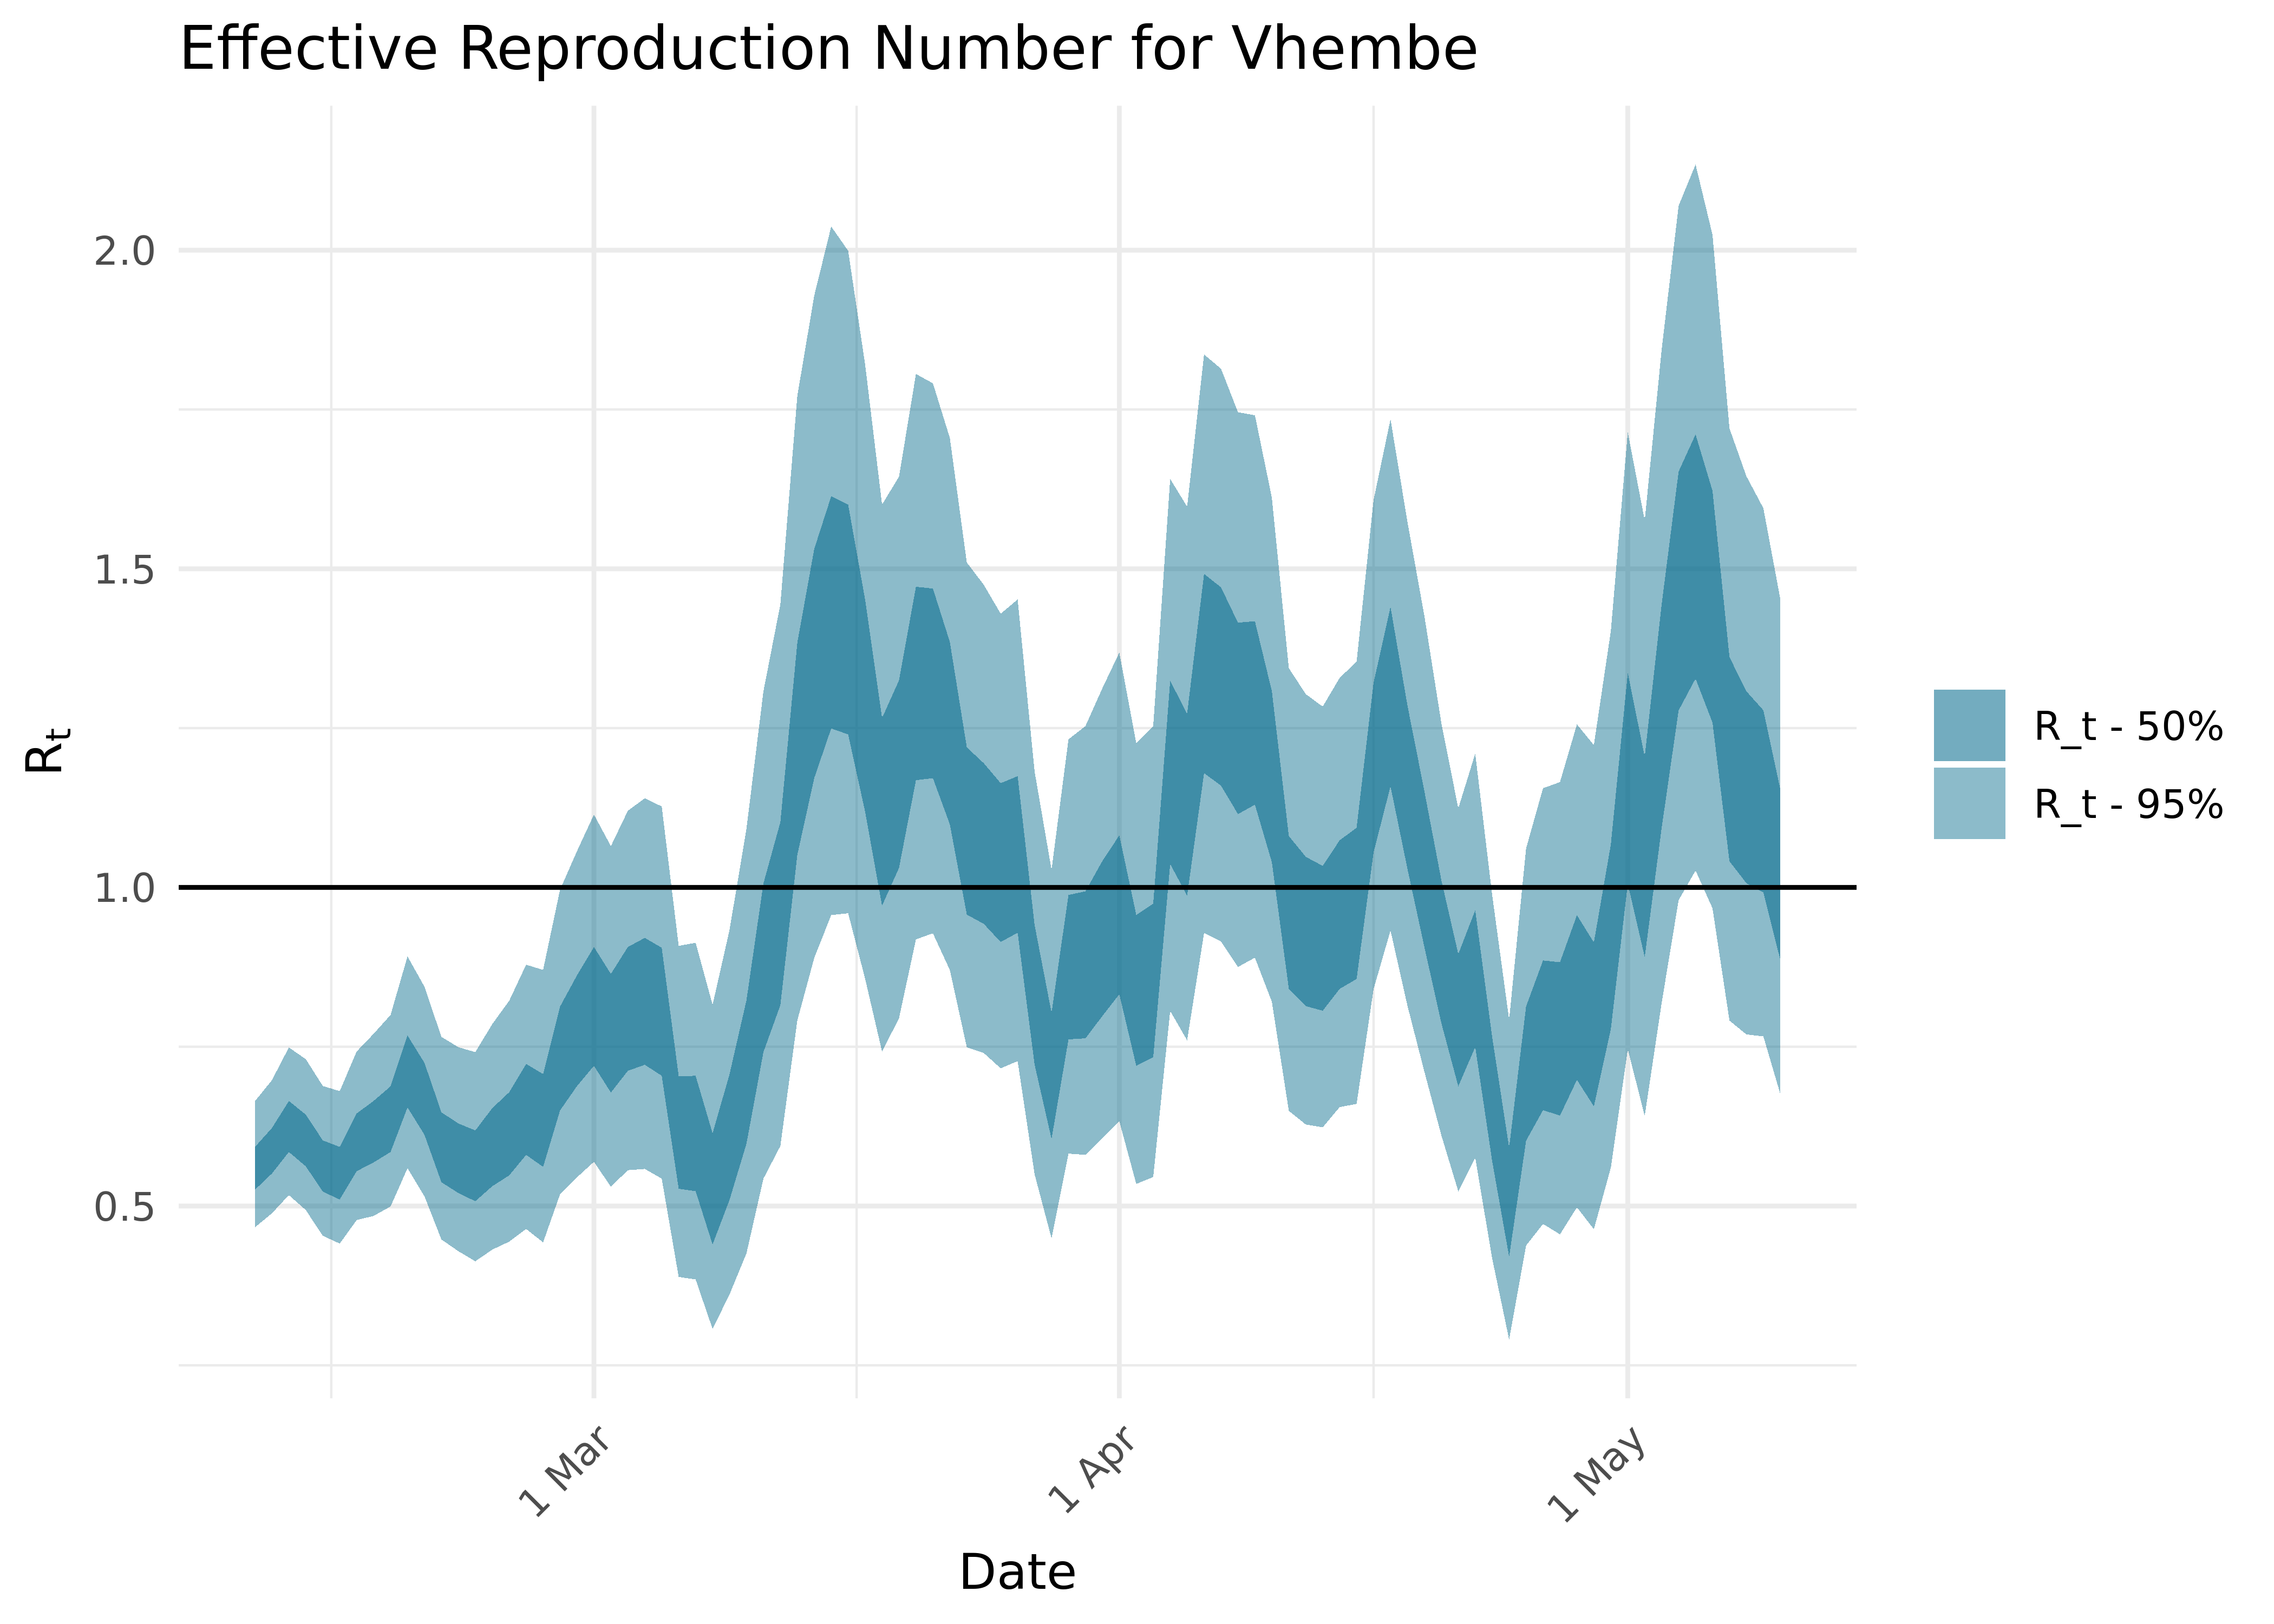 Effective Reproduction Number for Vhembe
Rt
2.0
1.5
1.0
0.5
1 Mar
1 Apr
1 May
Date
R_t - 50%
R_t - 95%